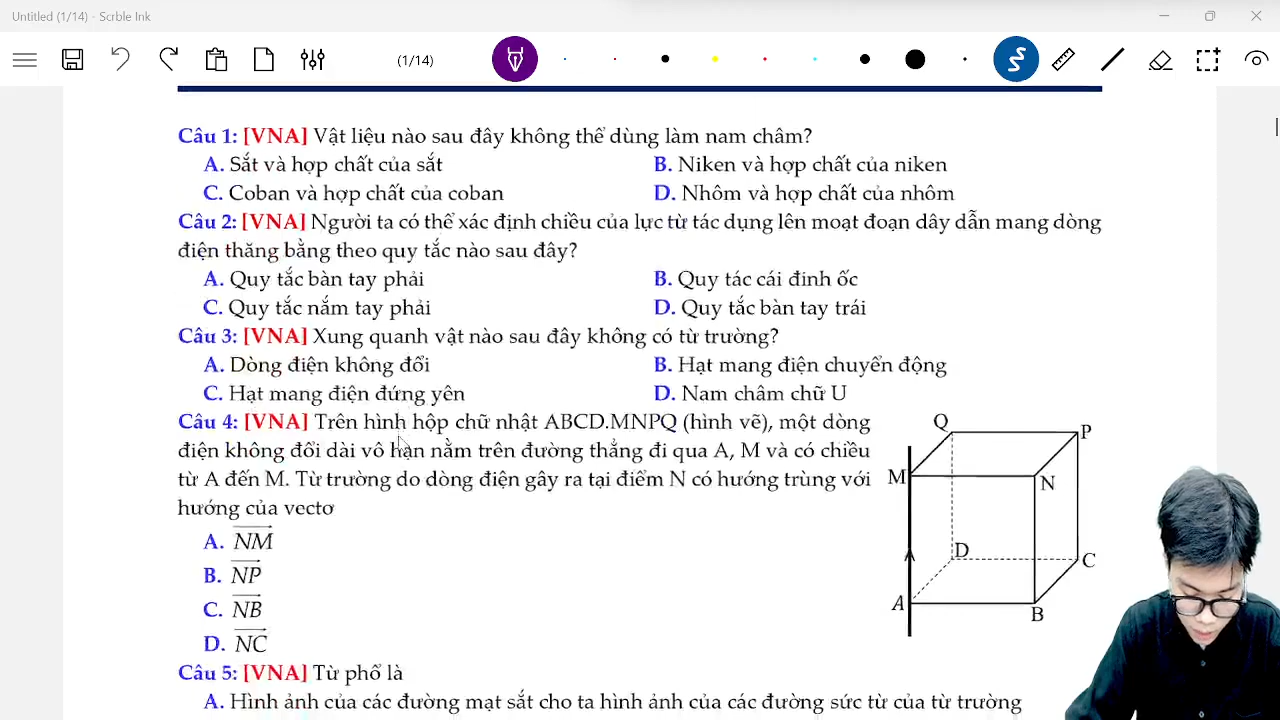 Untitled (1/14) - Scrble Ink
(1/14)
Câu 1: [VNA] Vật liệu nào sau đây không thể dùng làm nam châm?
A. Sắt và hợp chất của sắt
B. Niken và hợp chất của niken
C. Coban và hợp chất của coban
D. Nhôm và hợp chất của nhôm
Câu 2: [VNA] Người ta có thể xác định chiều của lực từ tác dụng lên moạt đoạn dây dẫn mang dòng
điện thăng bằng theo quy tắc nào sau đây?
A. Quy tắc bàn tay phải
B. Quy tác cái đinh ốc
C. Quy tắc nắm tay phải
D. Quy tắc bàn tay trái
Câu 3: [VNA] Xung quanh vật nào sau đây không có từ trường?
A. Dòng điện không đổi
B. Hạt mang điện chuyển động
C. Hạt mang điện đứng yên
D. Nam châm chữ U
Câu 4: [VNA] Trên hình hộp chữ nhật ABCD.MNPQ (hình vẽ), một dòng
điện không đổi dài vô hạn nằm trên đường thẳng đi qua A, M và có chiều
từ A đến M. Từ trường do dòng điện gây ra tại điểm N có hướng trùng với
hướng của vectơ
A. NM
B. NP
C. NB
D. NC
Q
P
M
N
D
C
A
B
Câu 5: [VNA] Từ phổ là
A. Hình ảnh của các đường mạt sắt cho ta hình ảnh của các đường sức từ của từ trường